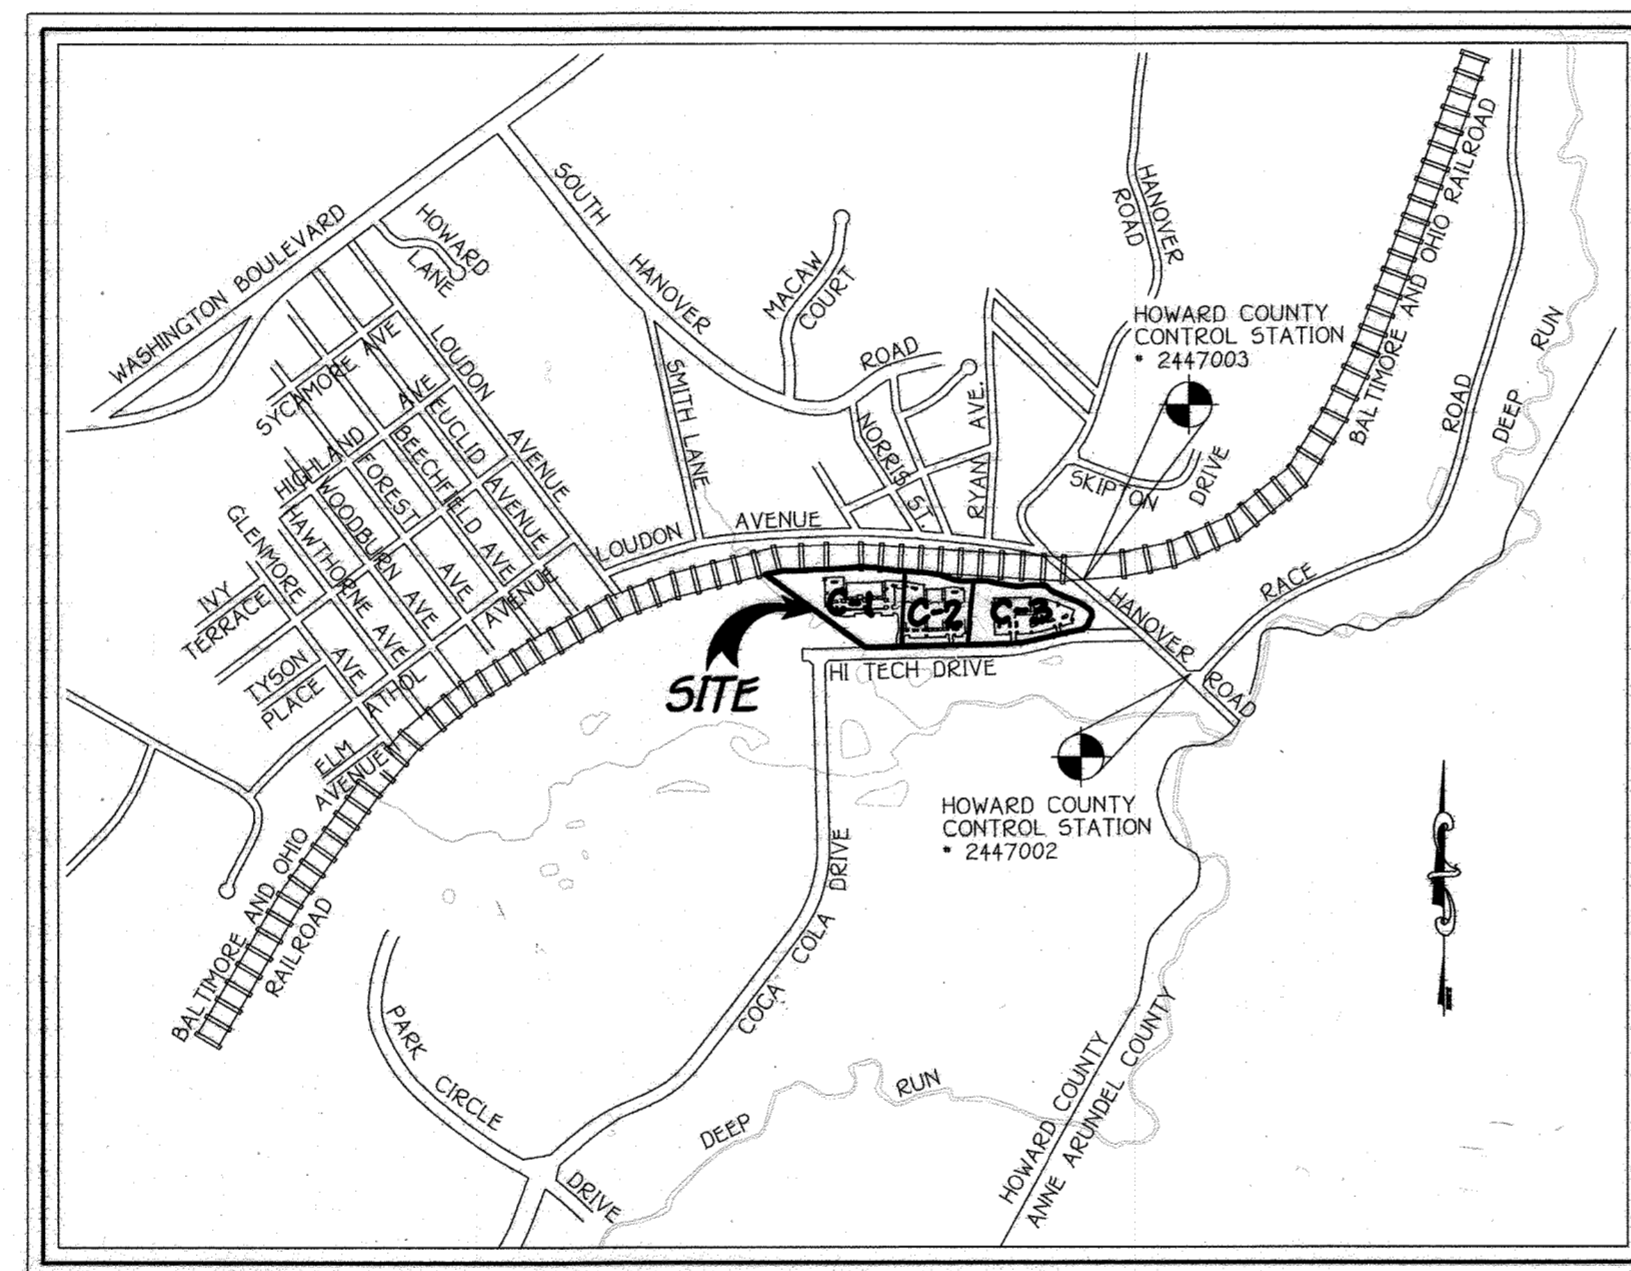 WASHINGTON BOULEVARD
HOWARD
LANE
SOUTH
HANOVER
ROAD
MACAW
COURT
HANOVER
ROAD
BALTIMORE AND OHIO RAILROAD
HOWARD COUNTY
CONTROL STATION
* 2447003
DEEP
RUN
ROAD
RACE
SYCAMORE AVE
LOUDON
AVENUE
HIGHLAND
AVE
EUCLID
AVENUE
BEECHFIELD AVE
FOREST
AVE
WOODBURN
AVE
HAWTHORNE AVE
GLENMORE
AVE
IVY
TERRACE
TYSON
PLACE
ATHOL
AVENUE
ELM
AVENUE
SMITH LANE
LOUDON
AVENUE
NORRIS ST
RYAN AVE.
SKIPTON
DRIVE
C-1
C-2
C-3
SITE
HI TECH DRIVE
HANOVER
ROAD
HOWARD COUNTY
CONTROL STATION
* 2447002
BALTIMORE AND OHIO
RAILROAD
COCA COLA DRIVE
PARK
CIRCLE
DRIVE
DEEP
RUN
HOWARD COUNTY
ANNE ARUNDEL COUNTY